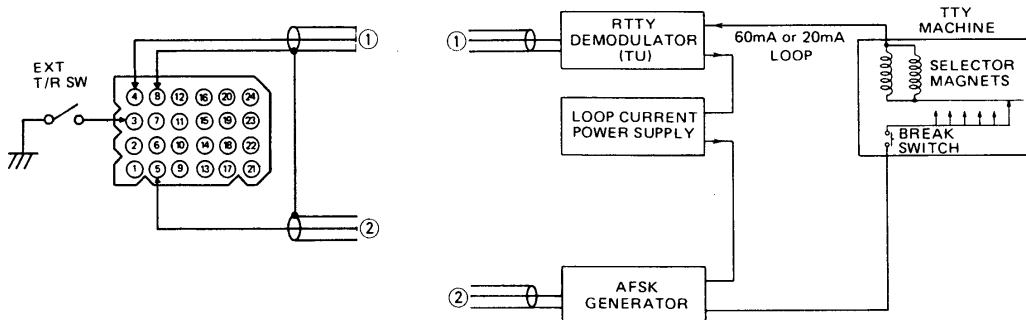 EXT
T/R SW
4 8 12 16 20 24
3 7 11 15 19 23
2 6 10 14 18 22
1 5 9 13 17 21
①
②
①
RTTY
DEMODULATOR
(TU)
60mA or 20mA
LOOP
TTY
MACHINE
SELECTOR
MAGNETS
LOOP CURRENT
POWER SUPPLY
BREAK
SWITCH
②
AFSK
GENERATOR